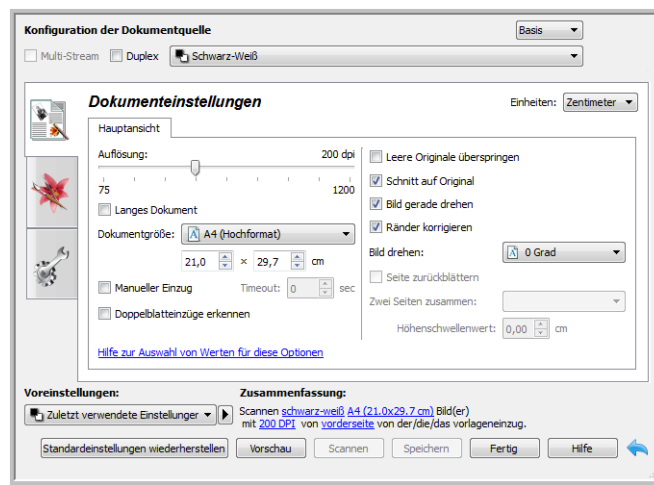 Konfiguration der Dokumentquelle
Basis
Multi-Stream
Duplex
Schwarz-Weiß
Dokumenteinstellungen
Einheiten:
Zentimeter
Hauptansicht
Auflösung:
200 dpi
75
1200
Langes Dokument
Dokumentgröße:
A4 (Hochformat)
21,0 × 29,7 cm
Manueller Einzug
Timeout: 0 sec
Doppelblatteinzüge erkennen
Hilfe zur Auswahl von Werten für diese Optionen
Leere Originale überspringen
Schnitt auf Original
Bild gerade drehen
Ränder korrigieren
Bild drehen:
0 Grad
Seite zurückblättern
Zwei Seiten zusammen:
Höhenschwellenwert: 0,00 cm
Voreinstellungen:
Zuletzt verwendete Einstellunger
Zusammenfassung:
Scannen schwarz-weiß A4 (21.0x29.7 cm) Bild(er)
mit 200 DPI von vorderseite von der/die/das vorlageneinzug.
Standardeinstellungen wiederherstellen
Vorschau
Scannen
Speichern
Fertig
Hilfe